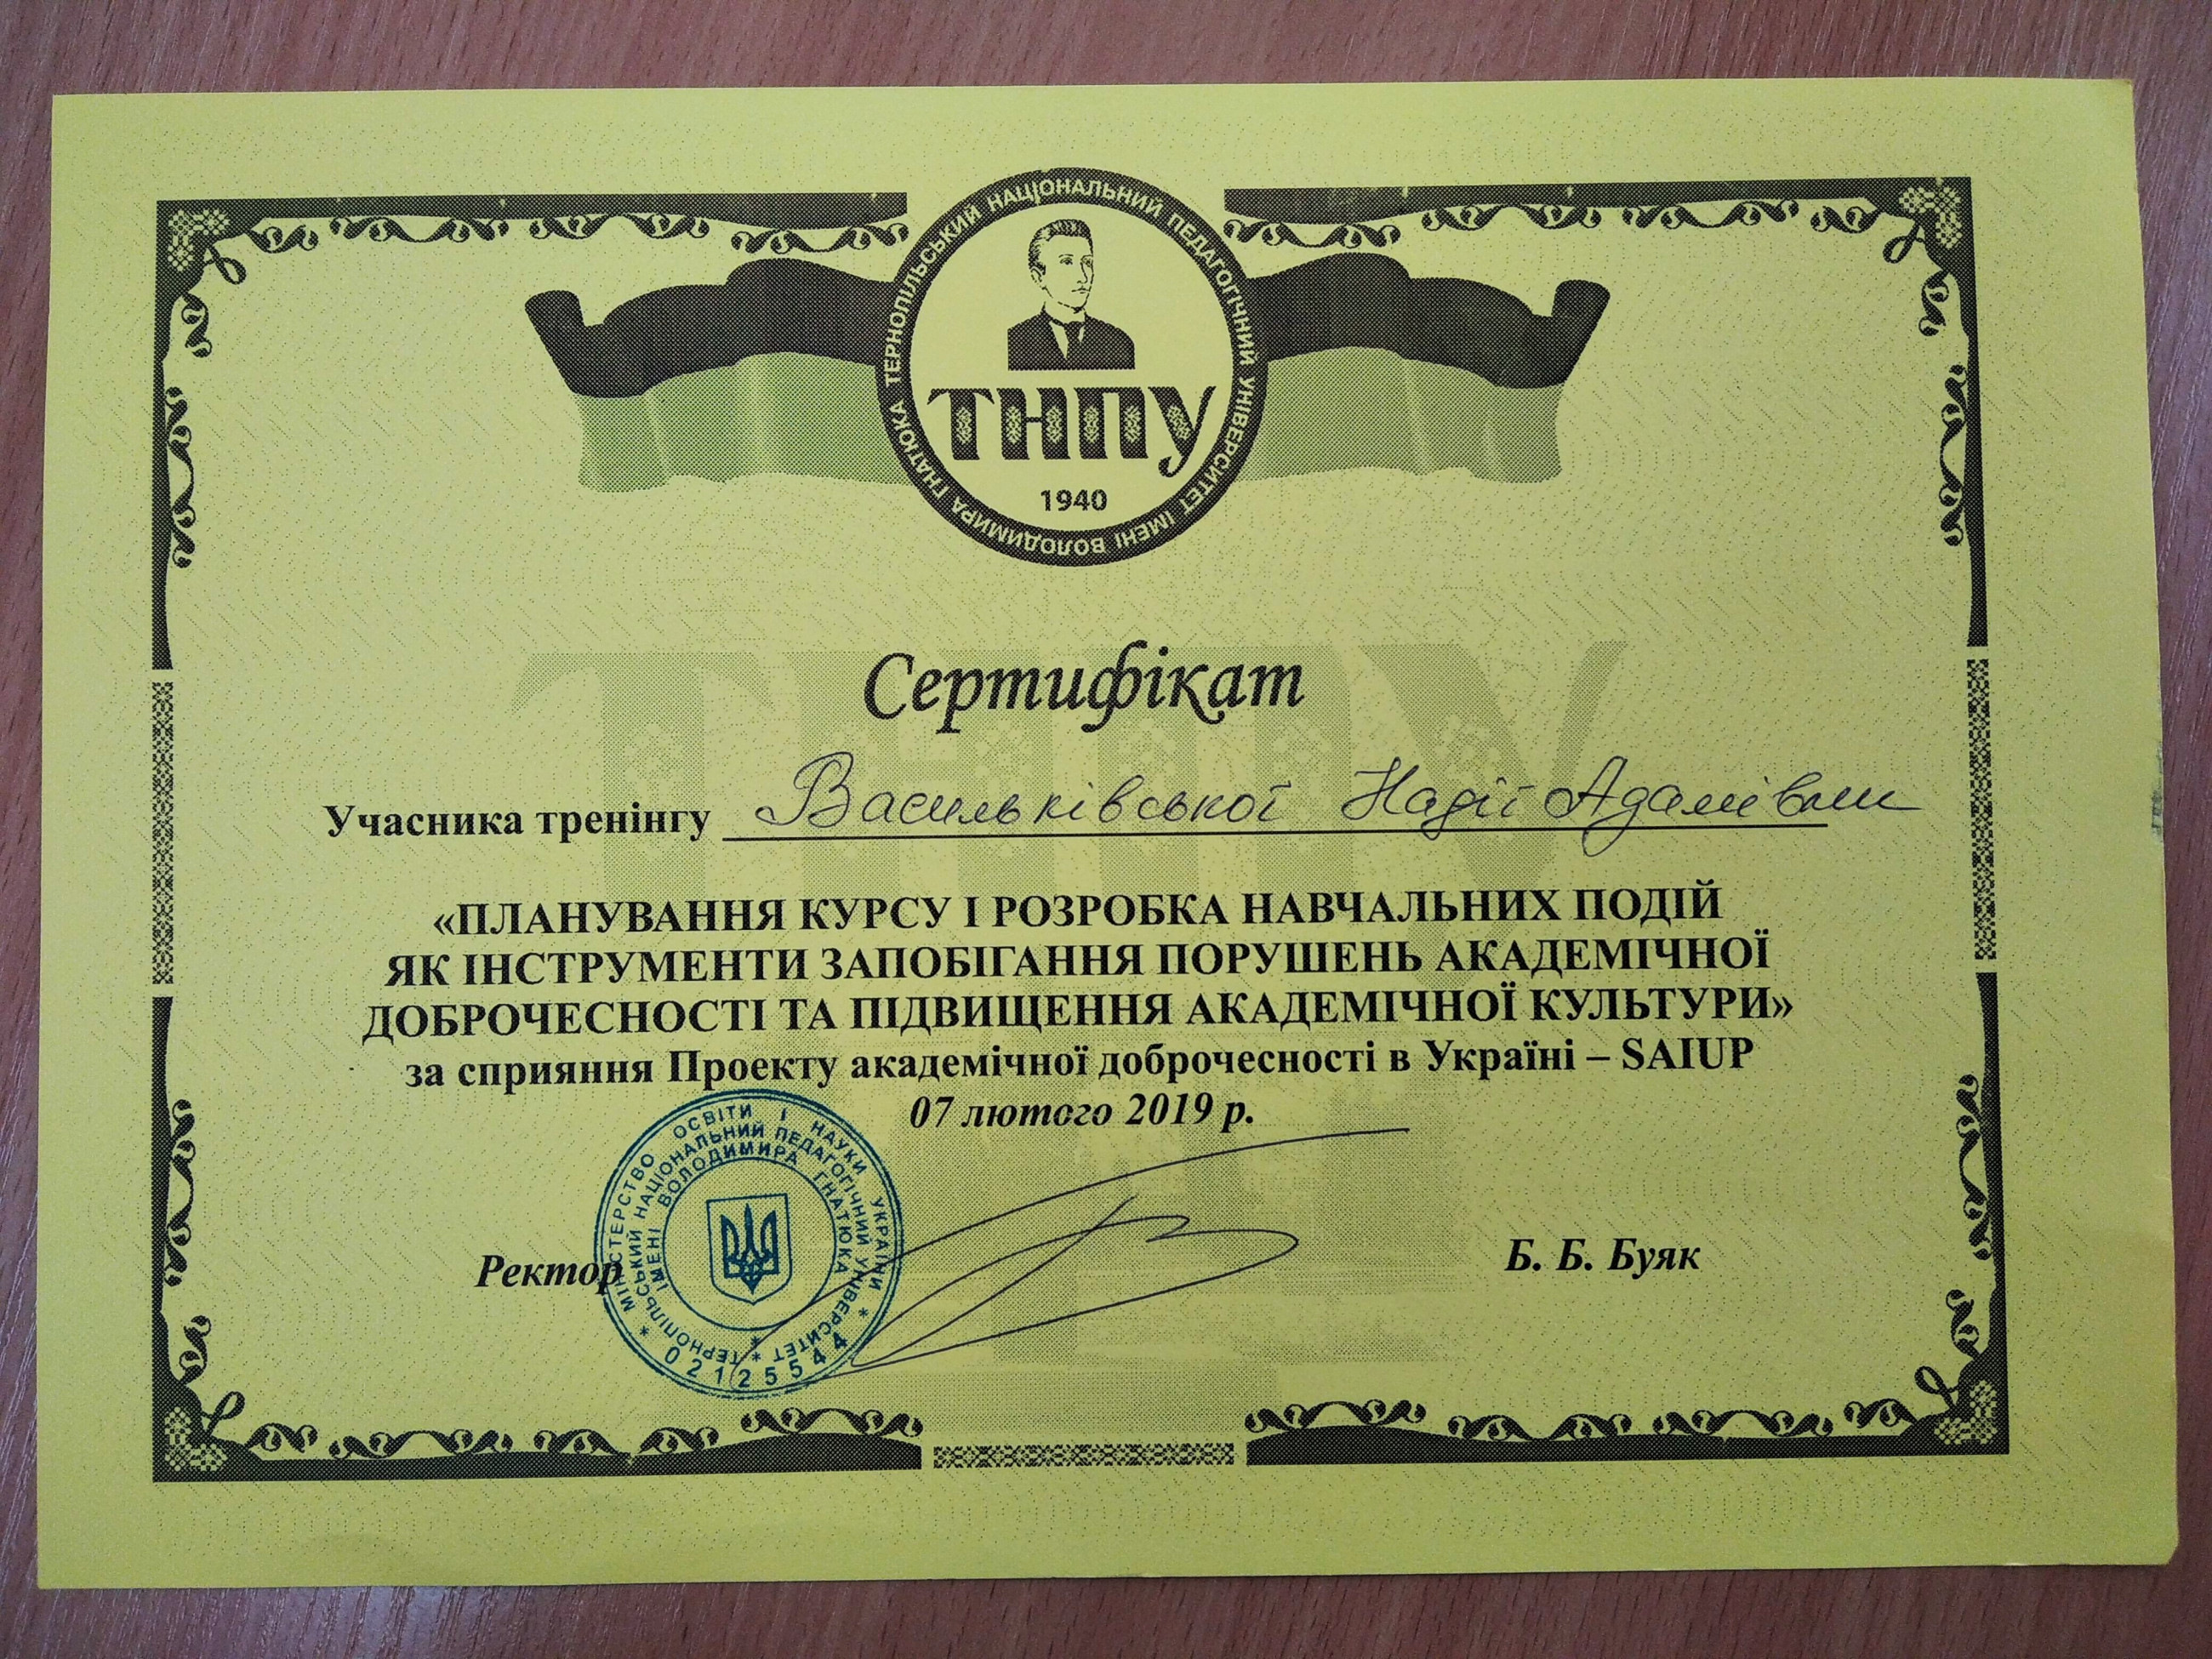 ТЕРНОПІЛЬСЬКИЙ НАЦІОНАЛЬНИЙ ПЕДАГОГІЧНИЙ УНІВЕРСИТЕТ ІМЕНІ ВОЛОДИМИРА ГНАТЮКА
ТНПУ
1940
ТНПУ
Сертифікат
Учасника тренінгу Васильківської Надії Адамівни
«ПЛАНУВАННЯ КУРСУ І РОЗРОБКА НАВЧАЛЬНИХ ПОДІЙ
ЯК ІНСТРУМЕНТИ ЗАПОБІГАННЯ ПОРУШЕНЬ АКАДЕМІЧНОЇ
ДОБРОЧЕСНОСТІ ТА ПІДВИЩЕННЯ АКАДЕМІЧНОЇ КУЛЬТУРИ»
за сприяння Проекту академічної доброчесності в Україні – SAIUP
07 лютого 2019 р.
Ректор Б. Б. Буяк
МІНІСТЕРСТВО ОСВІТИ І НАУКИ УКРАЇНИ
ТЕРНОПІЛЬСЬКИЙ НАЦІОНАЛЬНИЙ ПЕДАГОГІЧНИЙ УНІВЕРСИТЕТ
ІМЕНІ ВОЛОДИМИРА ГНАТЮКА
* 02125544 *